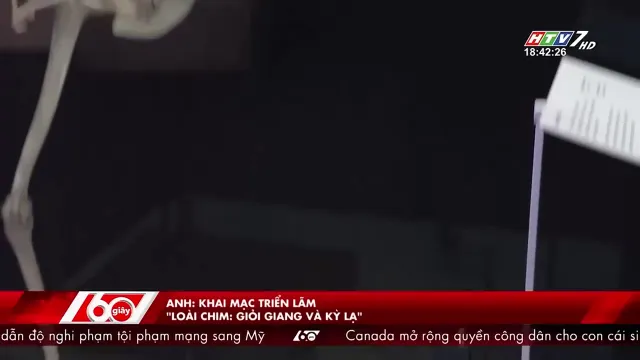 HTV7 HD
18:42:26
60 giây
ANH: KHAI MẠC TRIỂN LÃM
"LOÀI CHIM: GIỎI GIANG VÀ KỲ LẠ"
dẫn độ nghi phạm tội phạm mạng sang Mỹ 60 Canada mở rộng quyền công dân cho con cái si